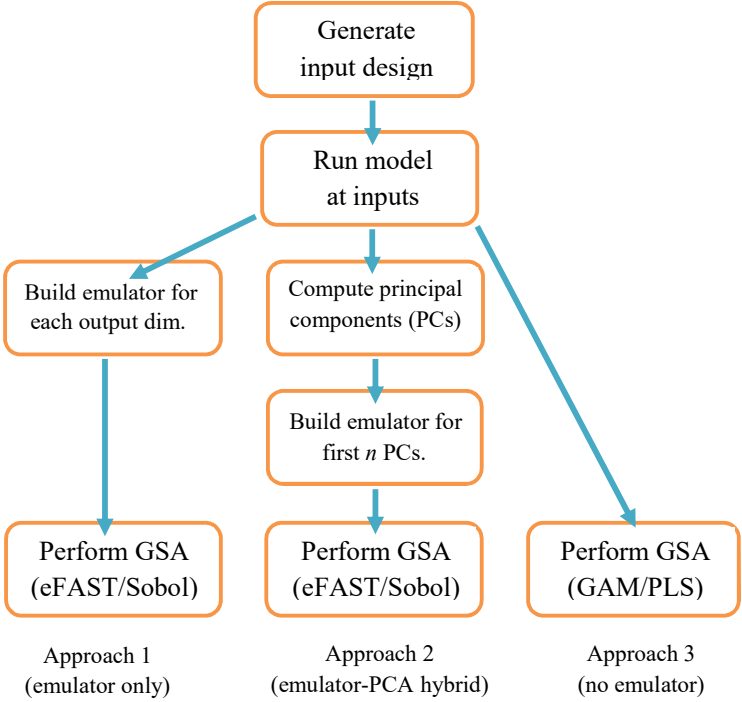 Generate
input design
Run model
at inputs
Build emulator for
each output dim.
Compute principal
components (PCs)
Build emulator for
first n PCs.
Perform GSA
(eFAST/Sobol)
Perform GSA
(eFAST/Sobol)
Perform GSA
(GAM/PLS)
Approach 1
(emulator only)
Approach 2
(emulator-PCA hybrid)
Approach 3
(no emulator)